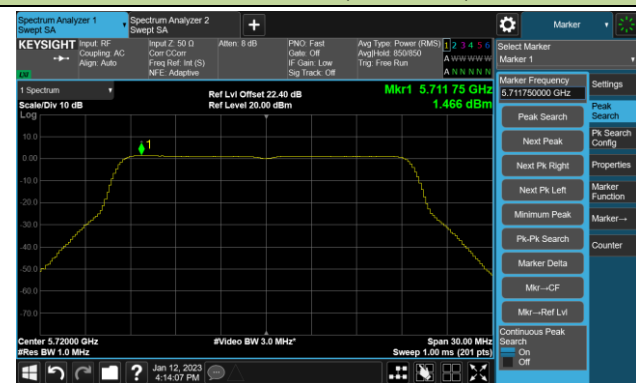 Spectrum Analyzer 1
Swept SA
Spectrum Analyzer 2
Swept SA
+
Marker
KEYSIGHT
Input: RF
Coupling: AC
Align: Auto
Input Z: 50 Ω
Corr CCorr
Freq Ref: Int (S)
NFE: Adaptive
Atten: 8 dB
PNO: Fast
Gate: Off
IF Gain: Low
Sig Track: Off
Avg Type: Power (RMS)
Avg|Hold: 850/850
Trig: Free Run
1 2 3 4 5 6
A W W W W W
A N N N N N
Select Marker
Marker 1
1 Spectrum
Scale/Div 10 dB
Log
Ref Lvl Offset 22.40 dB
Ref Level 20.00 dBm
Mkr1 5.711 75 GHz
1.466 dBm
10.0
0.00
-10.0
-20.0
-30.0
-40.0
-50.0
-60.0
-70.0
1
Center 5.72000 GHz
#Res BW 1.0 MHz
#Video BW 3.0 MHz*
Span 30.00 MHz
Sweep 1.00 ms (201 pts)
Marker Frequency
5.711750000 GHz
Peak Search
Next Peak
Next Pk Right
Next Pk Left
Minimum Peak
Pk-Pk Search
Marker Delta
Mkr→CF
Mkr→Ref Lvl
Continuous Peak
Search
On
Off
Settings
Peak
Search
Pk Search
Config
Properties
Marker
Function
Marker→
Counter
?
Jan 12, 2023
4:14:07 PM